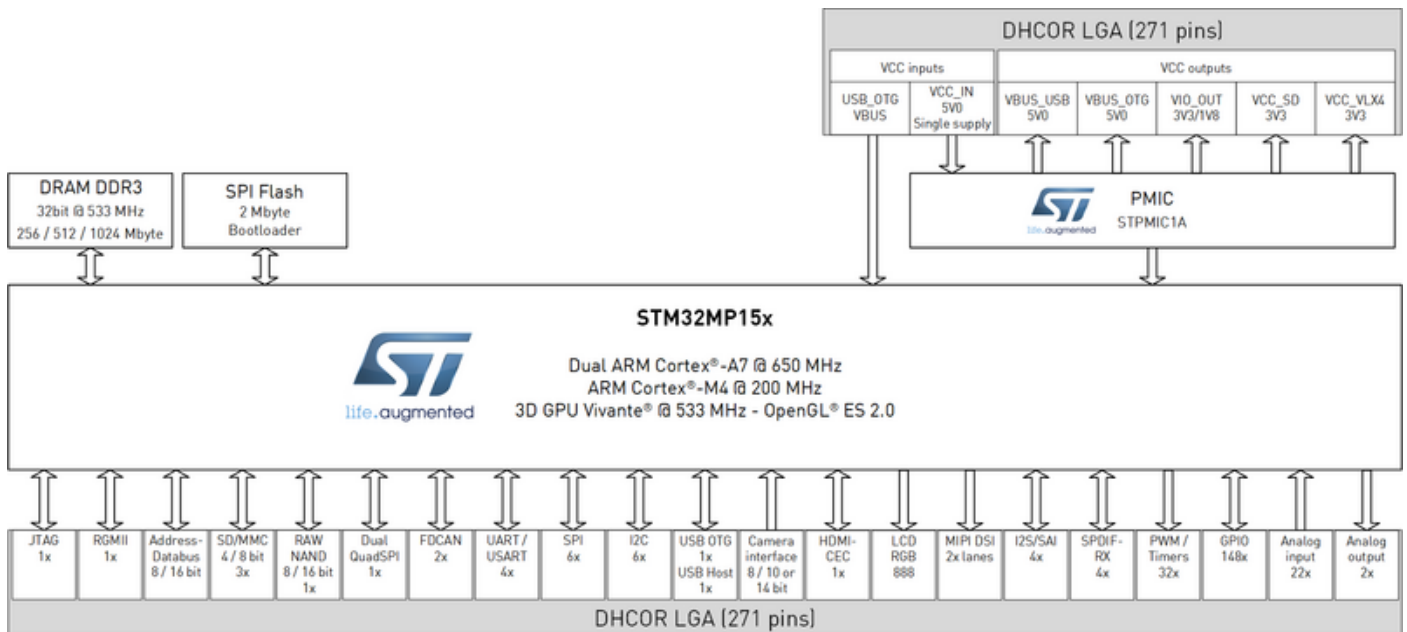 DHCOR LGA (271 pins)
VCC inputs
VCC outputs
USB_OTG
VBUS
VCC_IN
5V0
Single supply
VBUS_USB
5V0
VBUS_OTG
5V0
VIO_OUT
3V3/1V8
VCC_SD
3V3
VCC_VLX4
3V3
DRAM DDR3
32bit @ 533 MHz
256 / 512 / 1024 Mbyte
SPI Flash
2 Mbyte
Bootloader
ST
life.augmented
PMIC
STPMIC1A
STM32MP15x
ST
life.augmented
Dual ARM Cortex®-A7 @ 650 MHz
ARM Cortex®-M4 @ 200 MHz
3D GPU Vivante® @ 533 MHz - OpenGL® ES 2.0
JTAG
1x
RGMII
1x
Address-
Databus
8 / 16 bit
SD/MMC
4 / 8 bit
3x
RAW
NAND
8 / 16 bit
1x
Dual
QuadSPI
1x
FDCAN
2x
UART /
USART
4x
SPI
6x
I2C
6x
USB OTG
1x
USB Host
1x
Camera
interface
8 / 10 or
14 bit
HDMI-
CEC
1x
LCD
RGB
888
MIPI DSI
2x lanes
I2S/SAI
4x
SPDIF-
RX
4x
PWM /
Timers
32x
GPIO
148x
Analog
input
22x
Analog
output
2x
DHCOR LGA (271 pins)